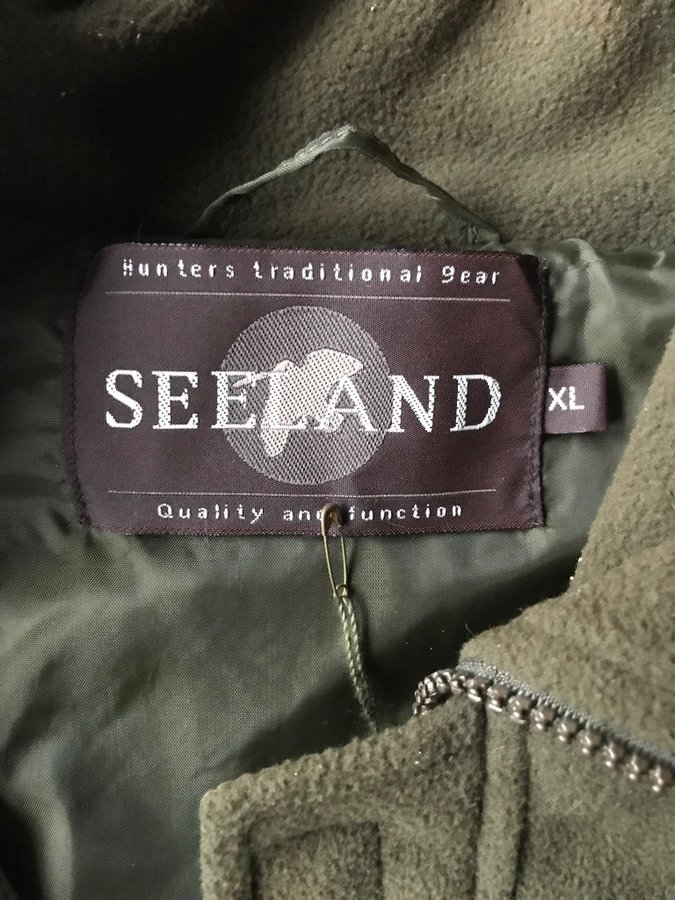 Hunters traditional gear
SEELAND
XL
Quality and function